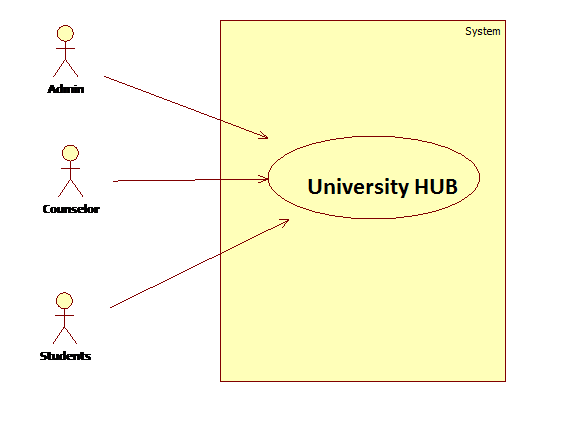 System
Admin
University HUB
Counselor
Students